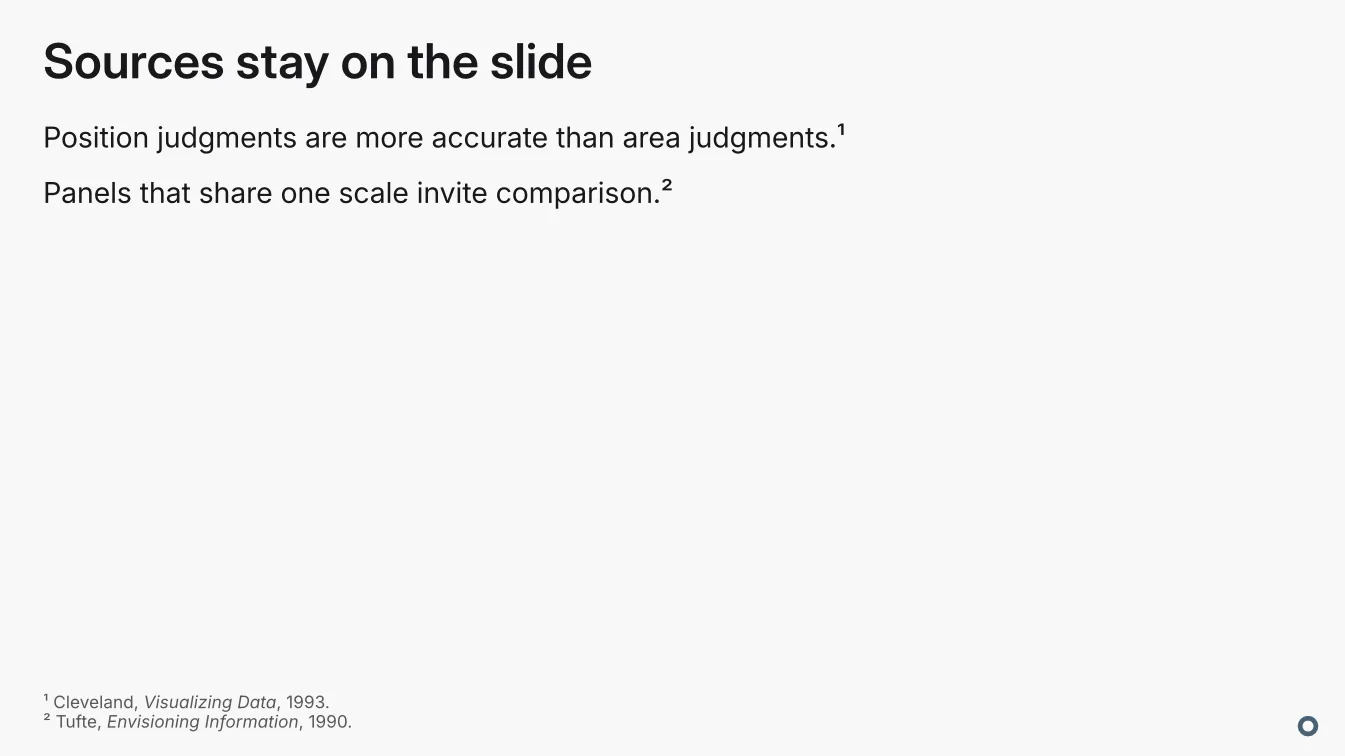 Sources stay on the slide
Position judgments are more accurate than area judgments.¹
Panels that share one scale invite comparison.²
¹ Cleveland, Visualizing Data, 1993.
² Tufte, Envisioning Information, 1990.